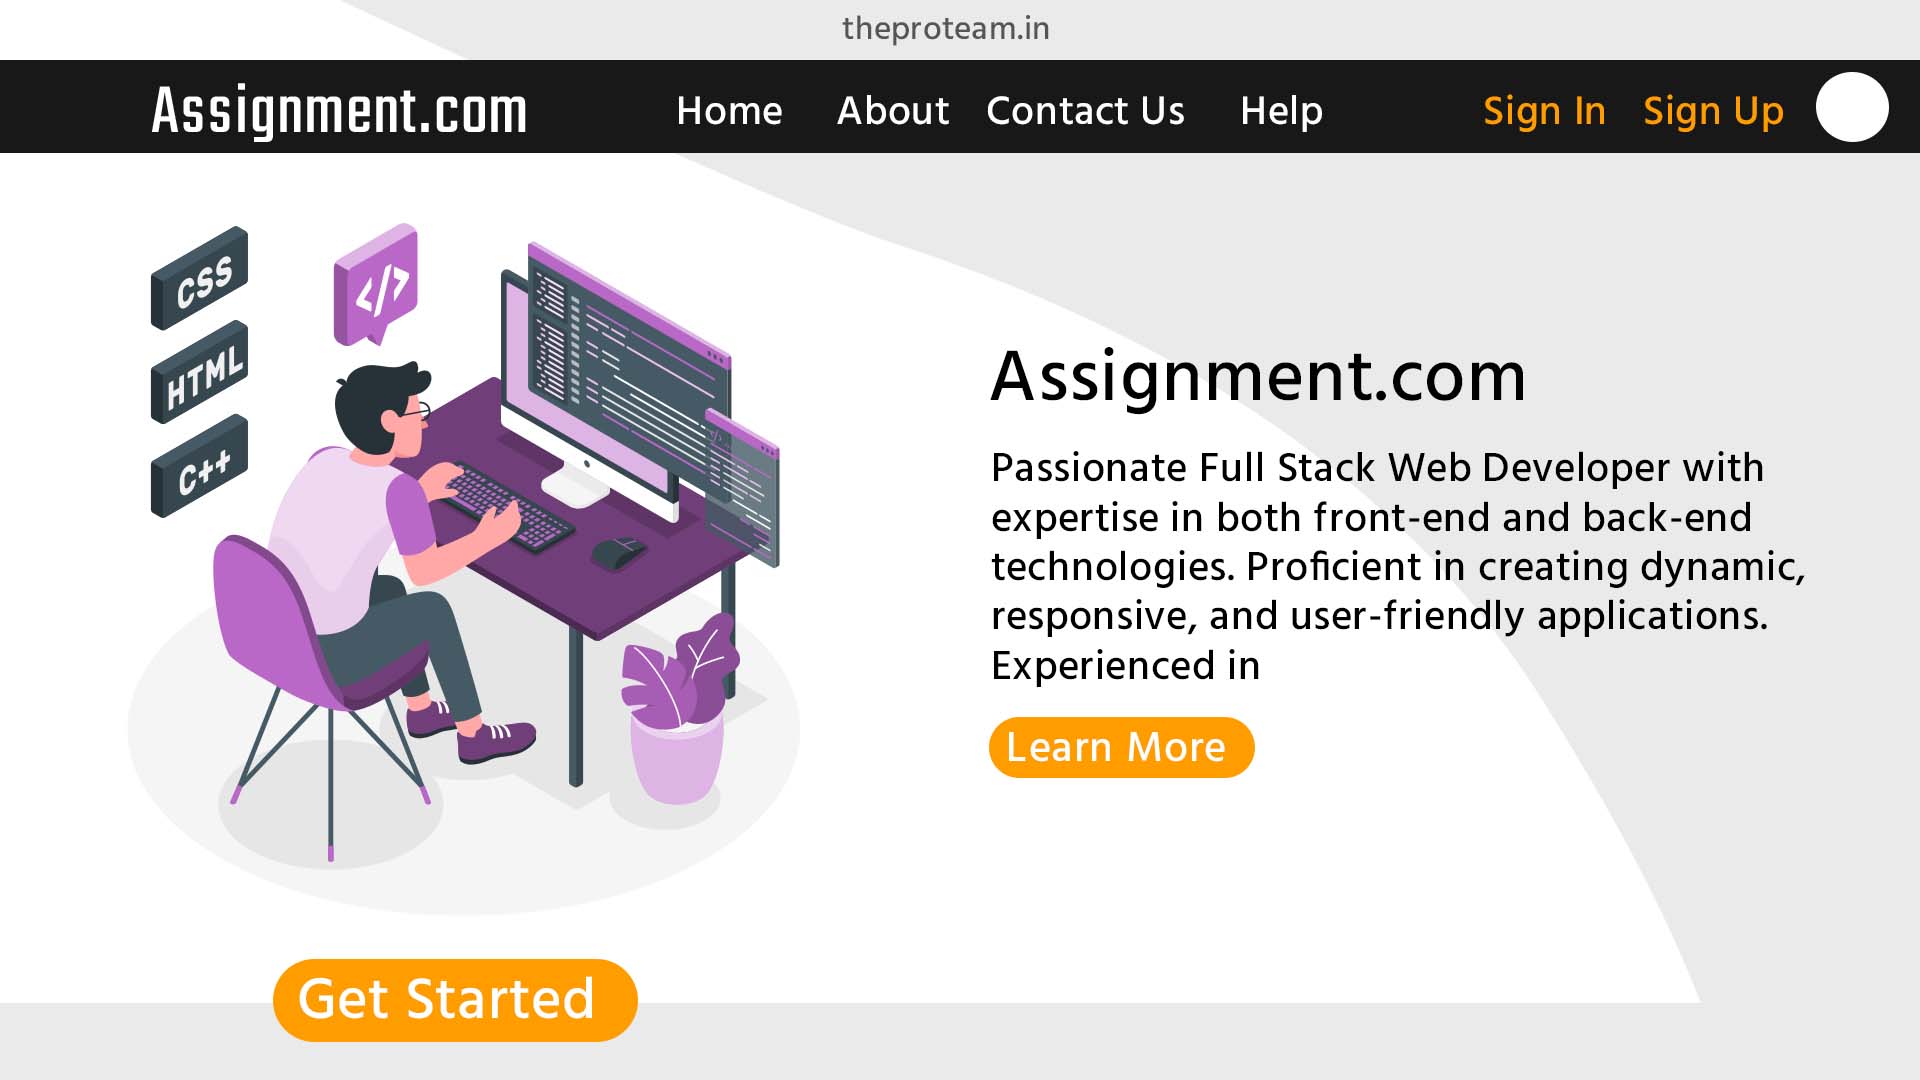 theproteam.in
Assignment.com
Home About Contact Us Help
Sign In Sign Up
CSS
</>
HTML
C++
Assignment.com
Passionate Full Stack Web Developer with
expertise in both front-end and back-end
technologies. Proficient in creating dynamic,
responsive, and user-friendly applications.
Experienced in
Learn More
Get Started